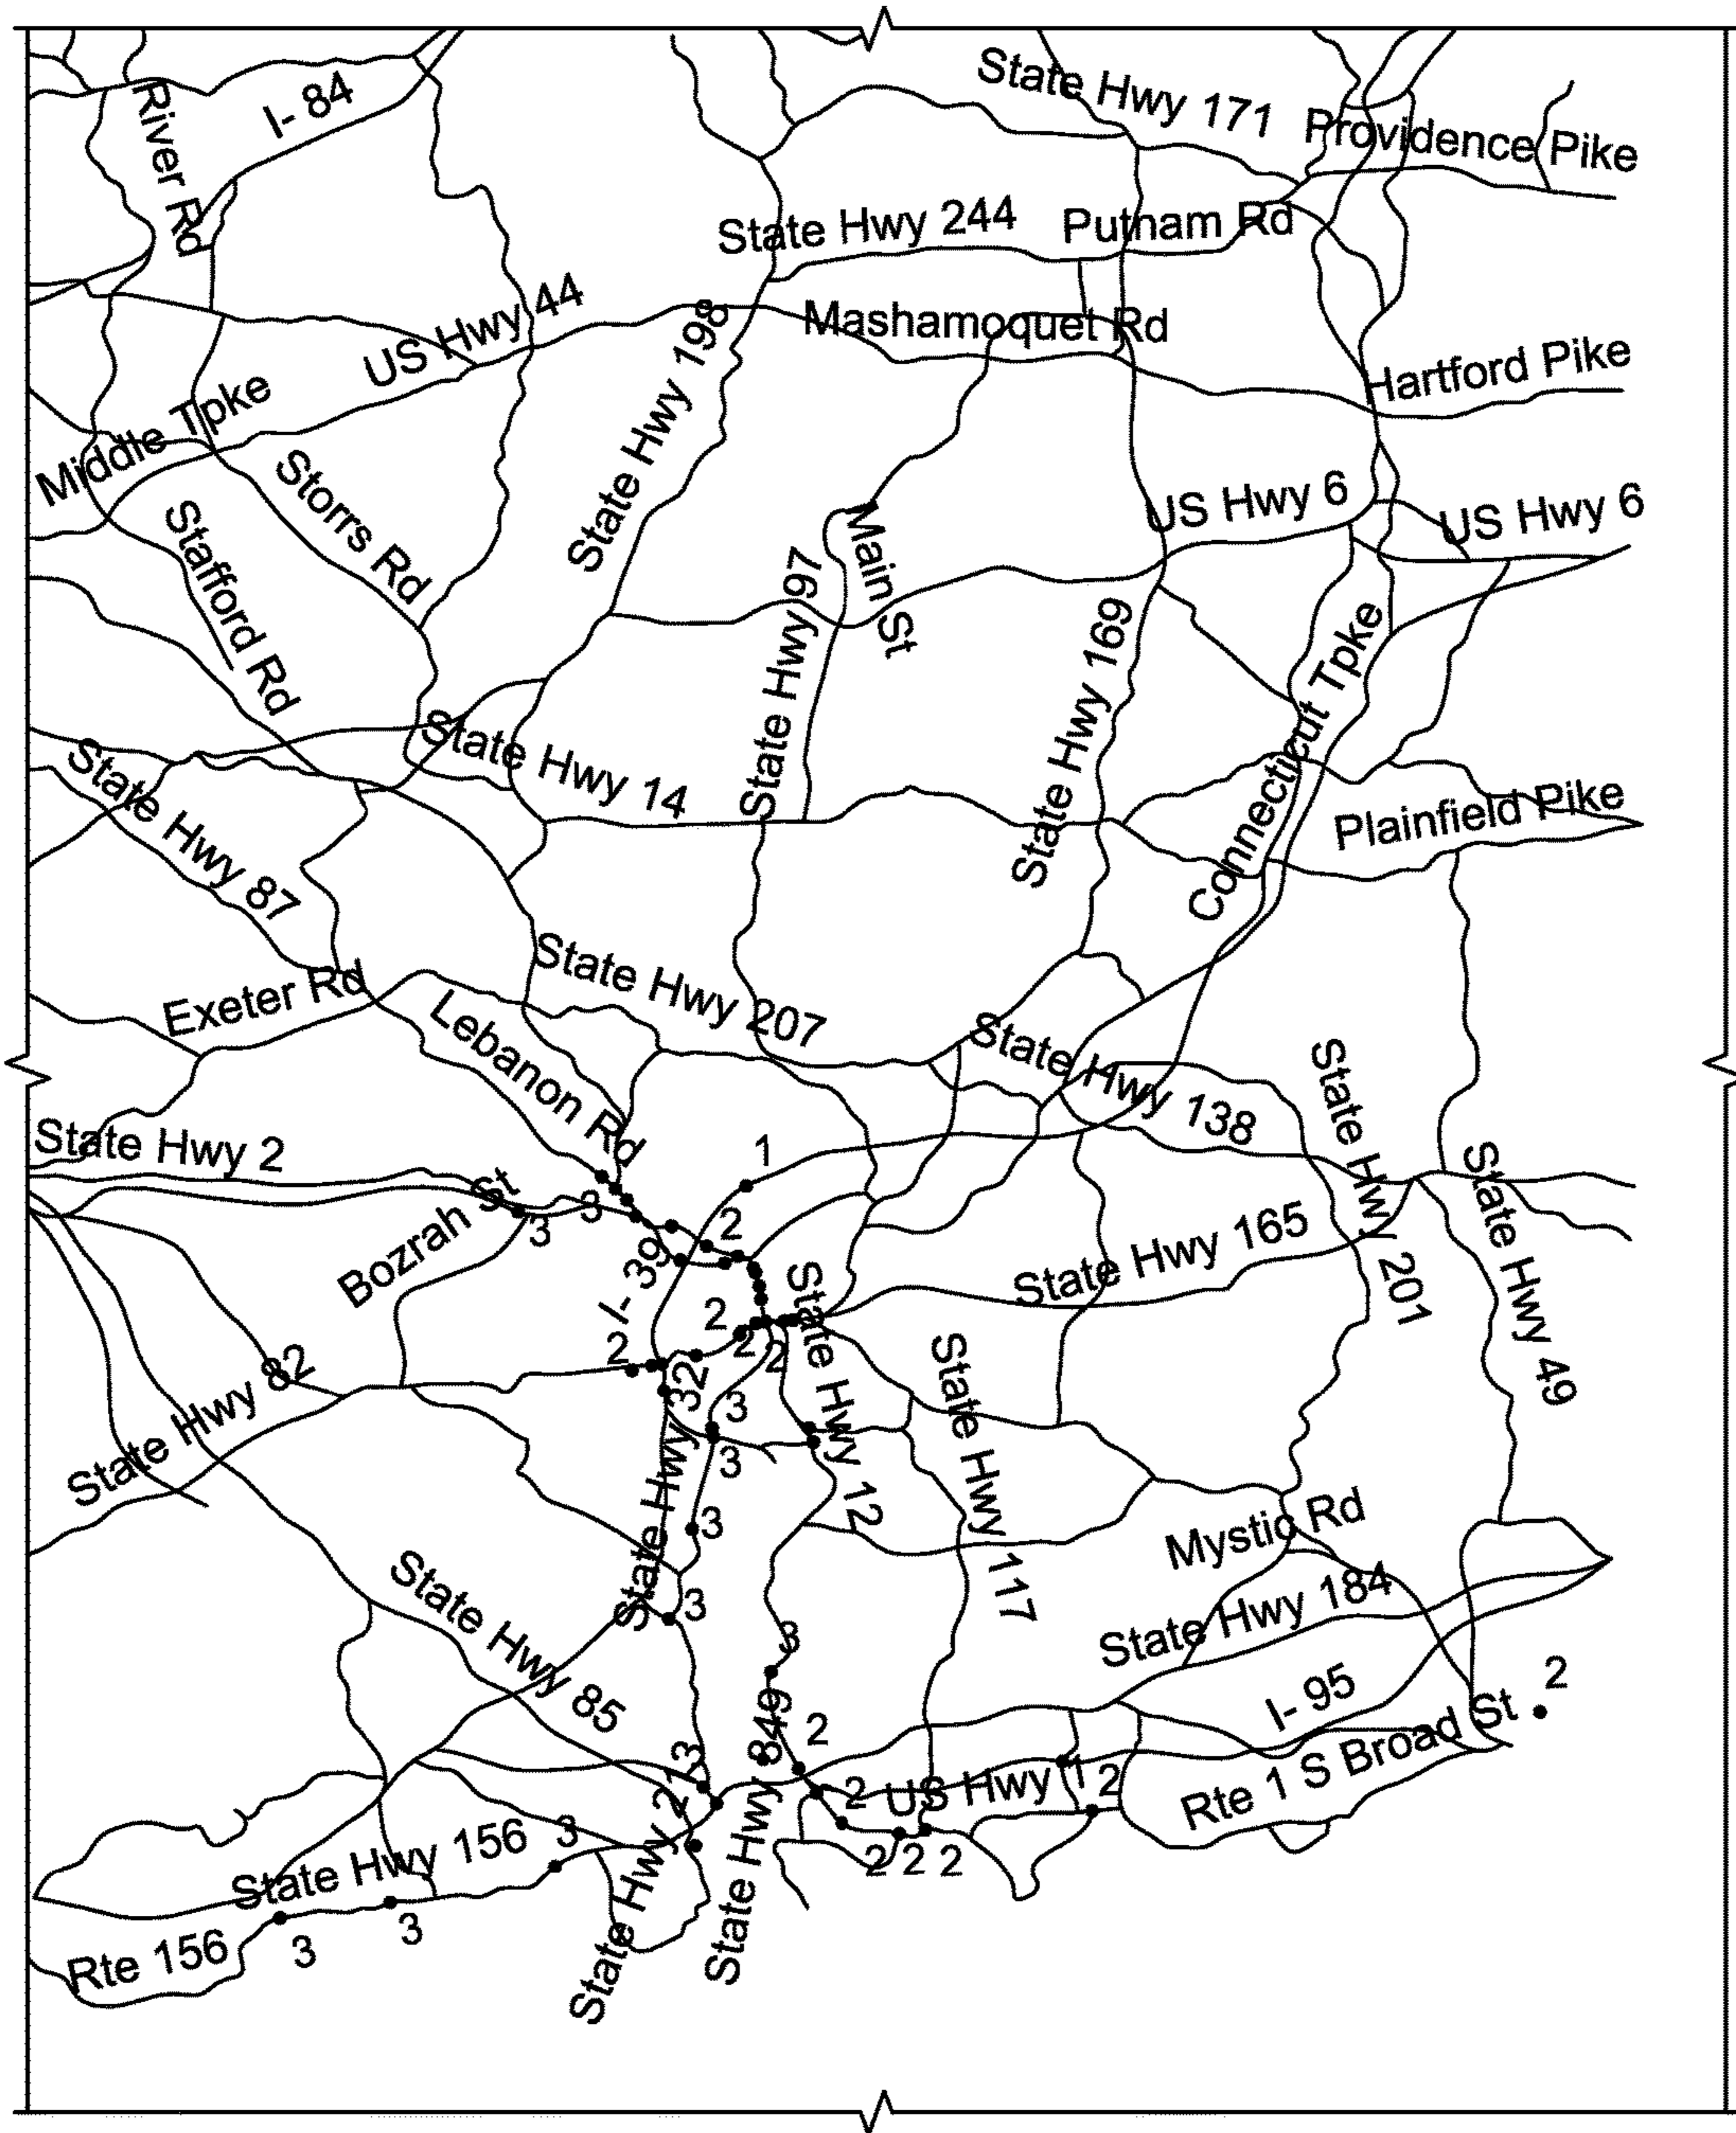 State Hwy 171
I- 84
River Rd
Providence Pike
State Hwy 244
Putnam Rd
US Hwy 44
State Hwy 198
Mashamoquet Rd
Hartford Pike
Middle Tpke
Storrs Rd
Stafford Rd
US Hwy 6
US Hwy 6
Main St
State Hwy 97
State Hwy 169
Connecticut Tpke
State Hwy 14
State Hwy 87
Plainfield Pike
State Hwy 207
Exeter Rd
Lebanon Rd
State Hwy 138
State Hwy 201
State Hwy 2
1
State Hwy 49
Bozrah St
3
3
2
State Hwy 165
I- 39
State Hwy 12
2
2
2
2
State Hwy 82
State Hwy 32
3
State Hwy 117
3
3
Mystic Rd
State Hwy 85
3
State Hwy 184
3
I- 95
2
State Hwy 849
2
State Hwy 213
2
US Hwy 1
2
Rte 1 S Broad St
State Hwy 156
3
2
2
2
3
3
Rte 156